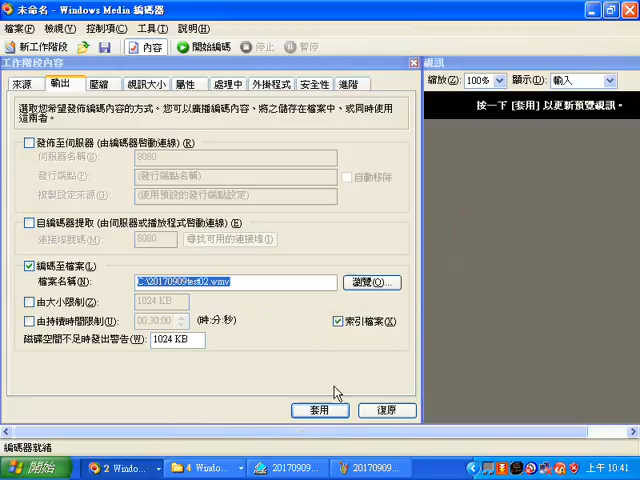 未命名 - Windows Media 編碼器
檔案(F) 檢視(V) 控制項(C) 工具(T) 說明(H)
新工作階段 內容 開始編碼 停止 暫停
工作階段內容 視訊
來源 輸出 壓縮 視訊大小 屬性 處理中 外掛程式 安全性 進階
縮放(Z): 100% 顯示(D): 輸入
選取您希望發佈編碼內容的方式。您可以廣播編碼內容、將之儲存在檔案中、或同時使用
這兩者。
按一下 [套用] 以更新預覽視訊。
發佈至伺服器 (由編碼器啟動連線) (R)
伺服器名稱(S): 8080
發行端點(P): (發行端點名稱) 自動移除
複製設定來源(G): (使用預設的發行端點設定)
自編碼器提取 (由伺服器或播放程式啟動連線) (E)
連接埠號碼(M): 8080 尋找可用的連接埠(I)
編碼至檔案(L)
檔案名稱(N): C:\20170909test02.wmv 瀏覽(O)...
由大小限制(Z): 1024 KB
由持續時間限制(U): 00:30:00 (時:分:秒) 索引檔案(X)
磁碟空間不足時發出警告(W): 1024 KB
套用 復原
編碼器就緒
開始 2 Windo... 4 Windo... 20170909... 20170909... 上午 10:41